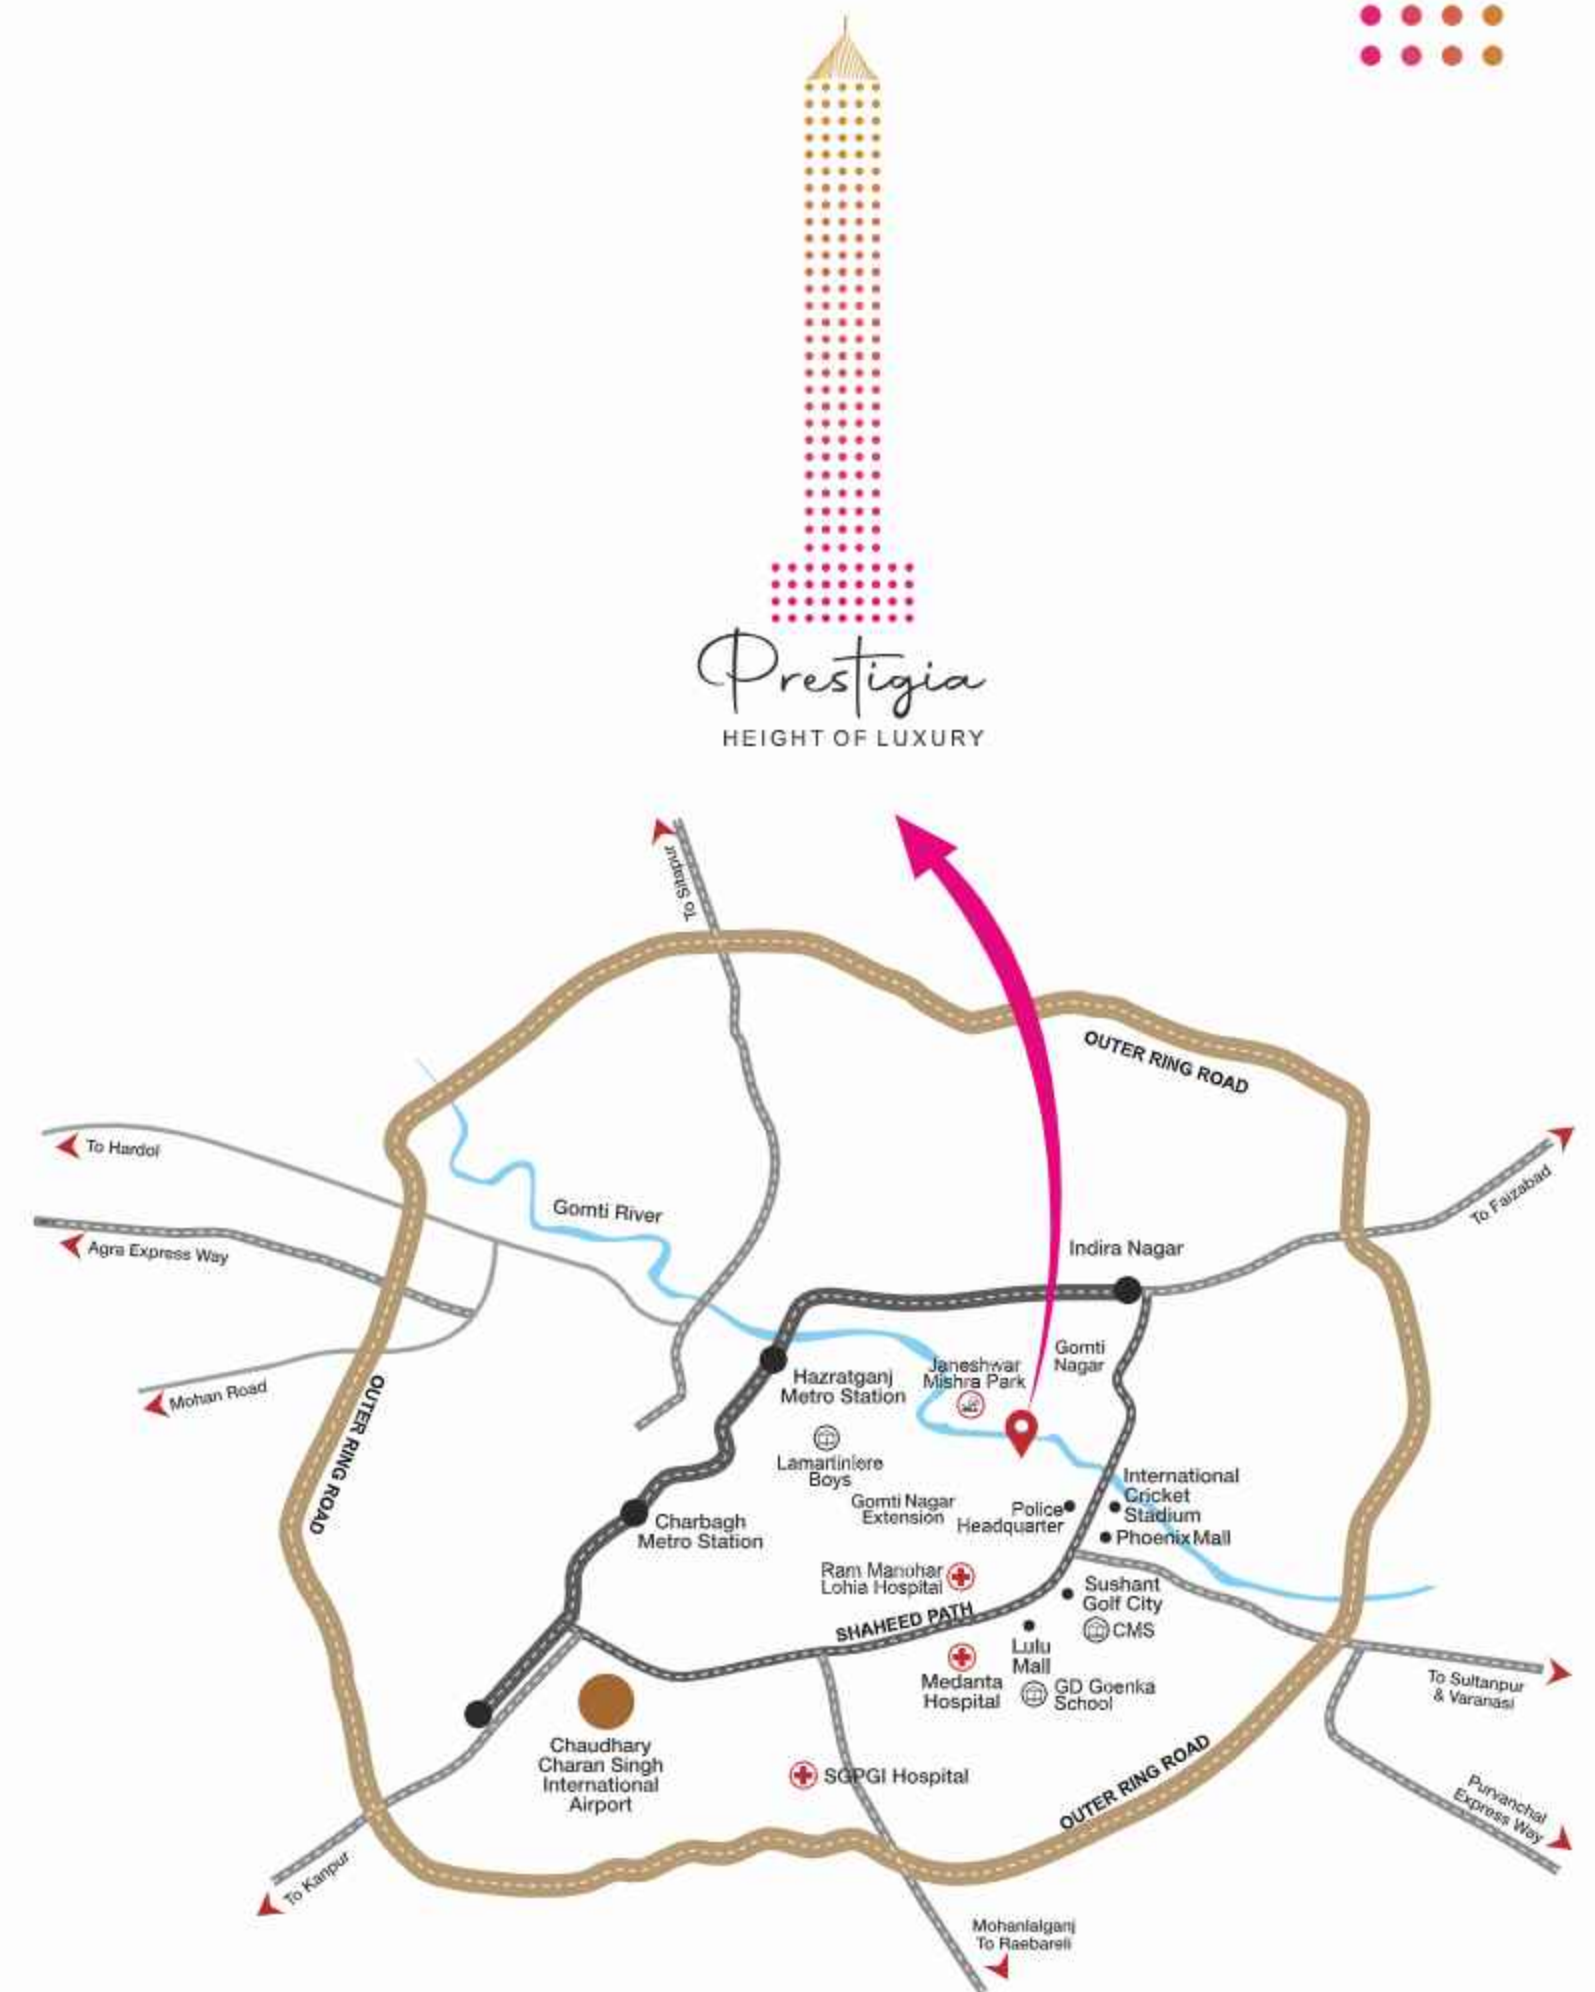 Prestigia
HEIGHT OF LUXURY
To Sitapur
OUTER RING ROAD
To Hardol
Agra Express Way
Mohan Road
Gomti River
To Faizabad
Indira Nagar
Gomti
Nagar
Janeshwar
Mishra Park
Hazratganj
Metro Station
Lamartiniere
Boys
OUTER RING ROAD
Charbagh
Metro Station
Gomti Nagar
Extension
Police
Headquarter
International
Cricket
Stadium
Phoenix Mall
Ram Manohar
Lohia Hospital
Sushant
Golf City
CMS
SHAHEED PATH
Lulu
Mall
Medanta
Hospital
GD Goenka
School
To Sultanpur
& Varanasi
Chaudhary
Charan Singh
International
Airport
SGPGI Hospital
OUTER RING ROAD
Purvanchal
Express Way
To Kanpur
Mohanlalganj
To Raebareli